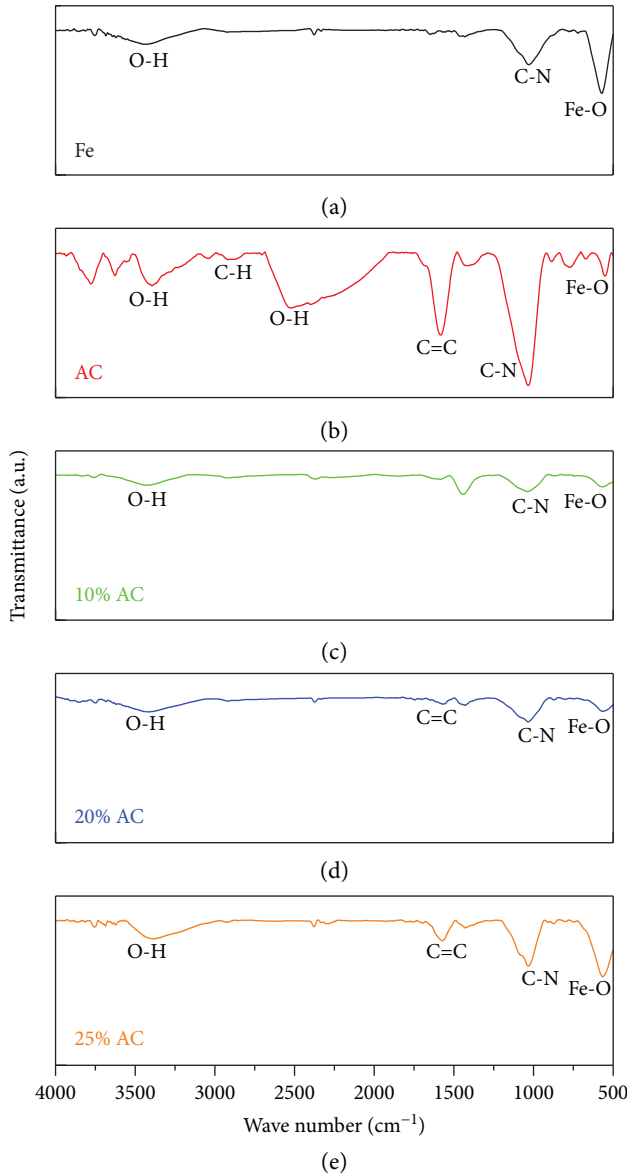 O-H
C-N
Fe-O
Fe
(a)
C-H
O-H
Fe-O
O-H
C=C
C-N
AC
(b)
Transmittance (a.u.)
O-H
C-N
Fe-O
10% AC
(c)
C=C
O-H
Fe-O
C-N
20% AC
(d)
O-H
C=C
C-N
Fe-O
25% AC
4000 3500 3000 2500 2000 1500 1000 500
Wave number (cm⁻¹)
(e)